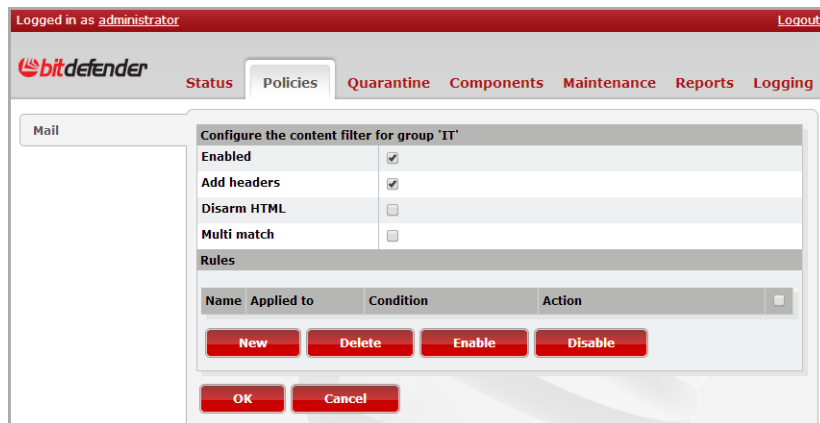 Logged in as administrator Logout
bitdefender
Status Policies Quarantine Components Maintenance Reports Logging
Mail
Configure the content filter for group 'IT'
Enabled
Add headers
Disarm HTML
Multi match
Rules
Name Applied to Condition Action
New Delete Enable Disable
OK Cancel